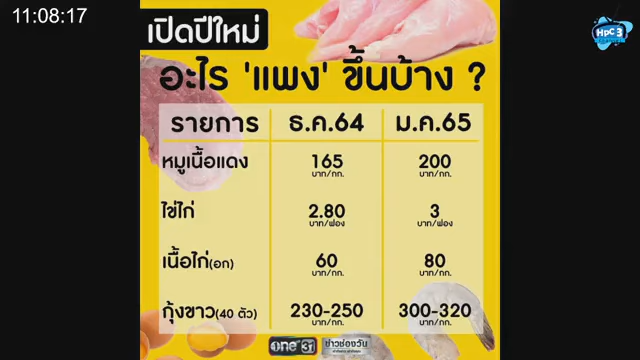 11:08:17
HPC 3
เปิดปีใหม่
อะไร 'แพง' ขึ้นบ้าง ?
รายการ ธ.ค.64 ม.ค.65
หมูเนื้อแดง 165 200
บาท/กก. บาท/กก.
ไข่ไก่ 2.80 3
บาท/ฟอง บาท/ฟอง
เนื้อไก่(อก) 60 80
บาท/กก. บาท/กก.
กุ้งขาว(40 ตัว) 230-250 300-320
บาท/กก. บาท/กก.
one 31 ข่าวช่องวัน